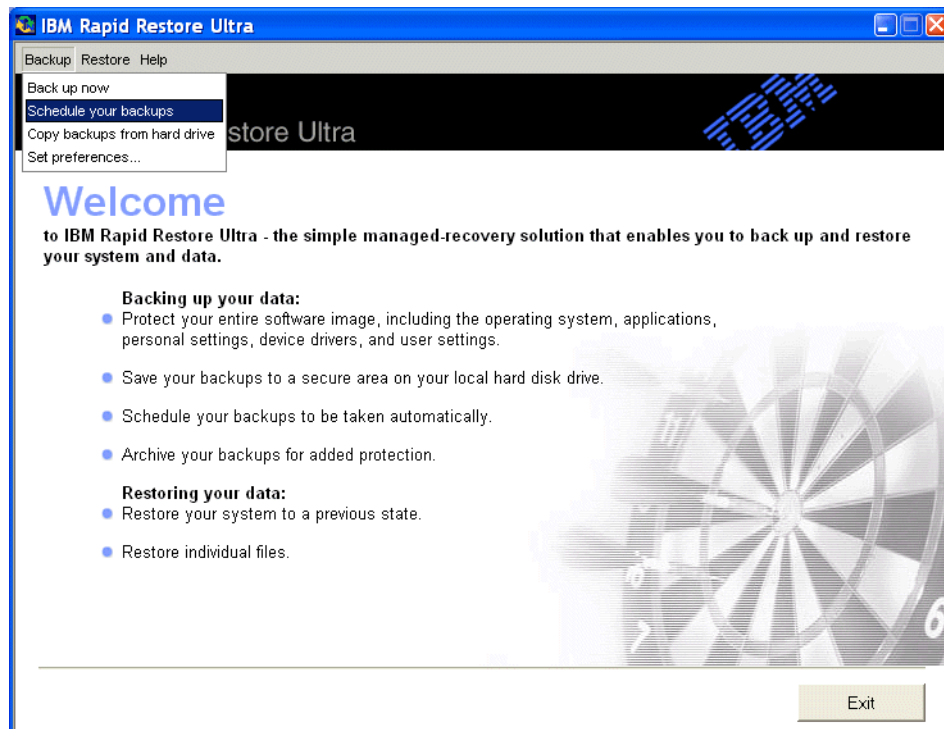 IBM Rapid Restore Ultra
Backup Restore Help
Back up now
Schedule your backups
Copy backups from hard drive
Set preferences...
store Ultra
IBM
Welcome
to IBM Rapid Restore Ultra - the simple managed-recovery solution that enables you to back up and restore
your system and data.
Backing up your data:
Protect your entire software image, including the operating system, applications,
personal settings, device drivers, and user settings.
Save your backups to a secure area on your local hard disk drive.
Schedule your backups to be taken automatically.
Archive your backups for added protection.
Restoring your data:
Restore your system to a previous state.
Restore individual files.
6
Exit